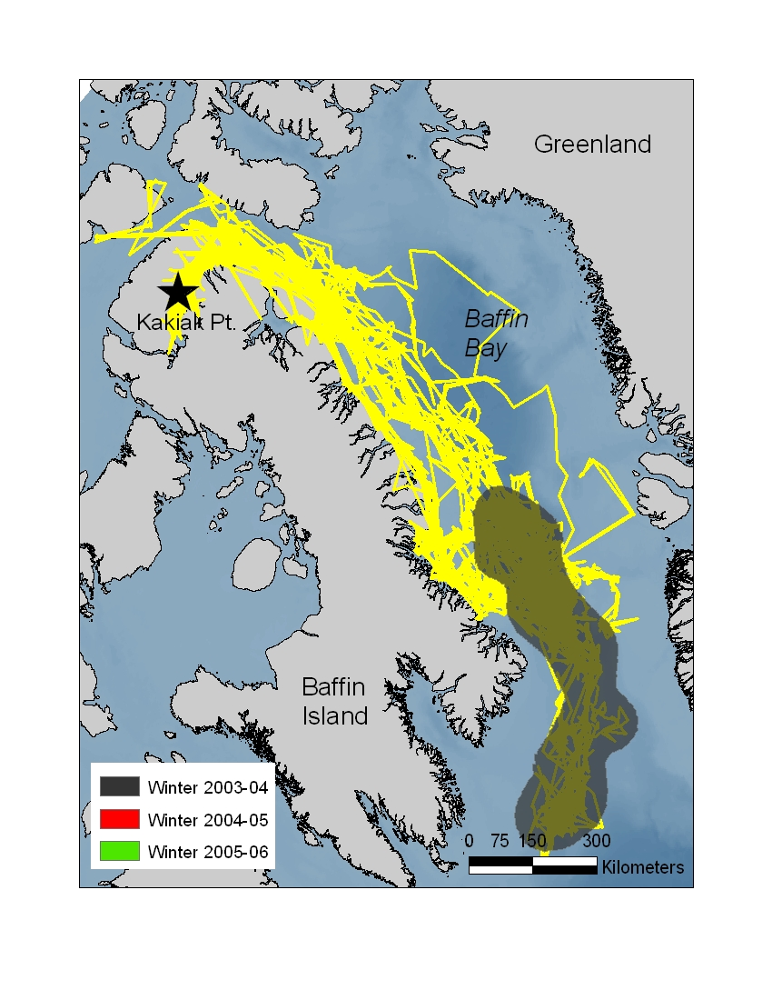 Greenland
Baffin
Bay
Kakiak Pt.
Baffin
Island
Winter 2003-04
Winter 2004-05
Winter 2005-06
0 75 150 300
Kilometers